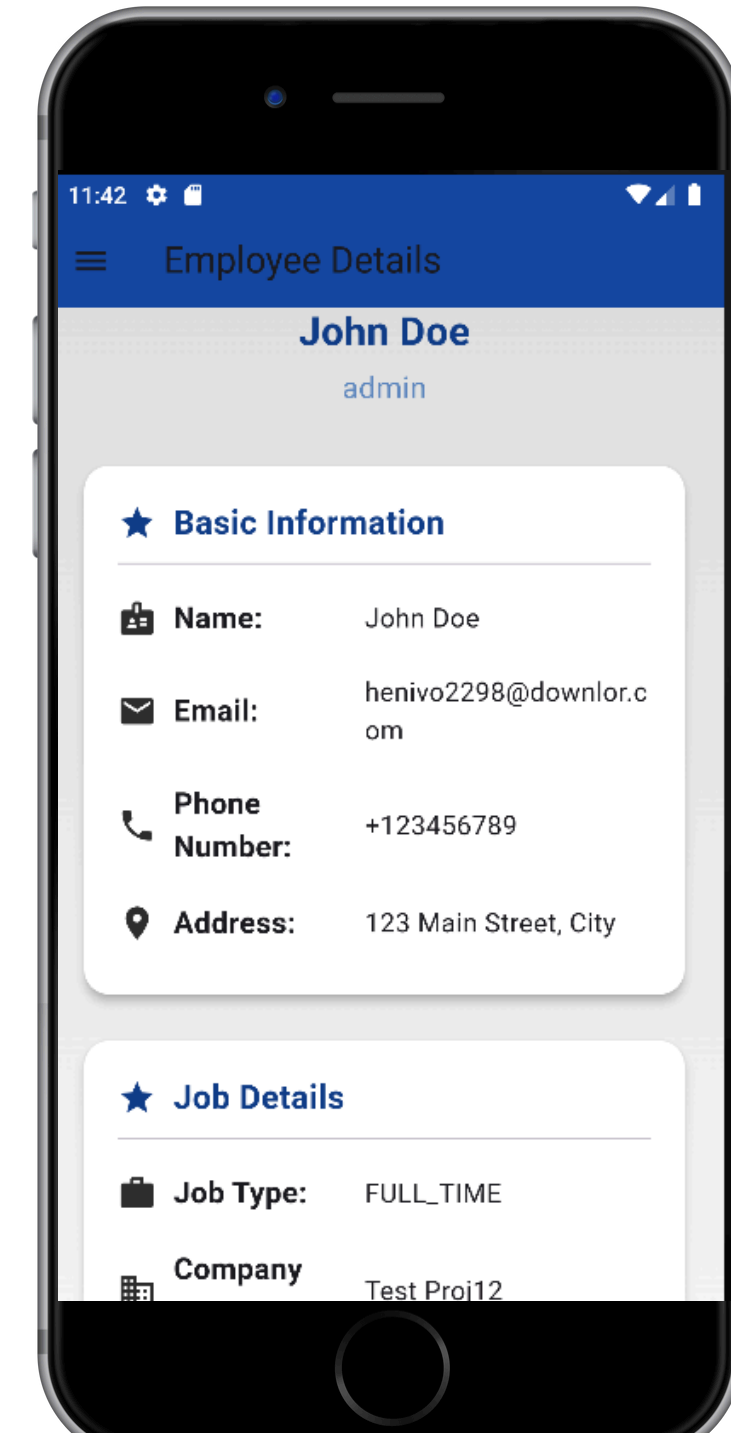 11:42
Employee Details
John Doe
admin
Basic Information
Name: John Doe
Email: henivo2298@downlor.c
om
Phone
Number: +123456789
Address: 123 Main Street, City
Job Details
Job Type: FULL_TIME
Company
Test Proj12